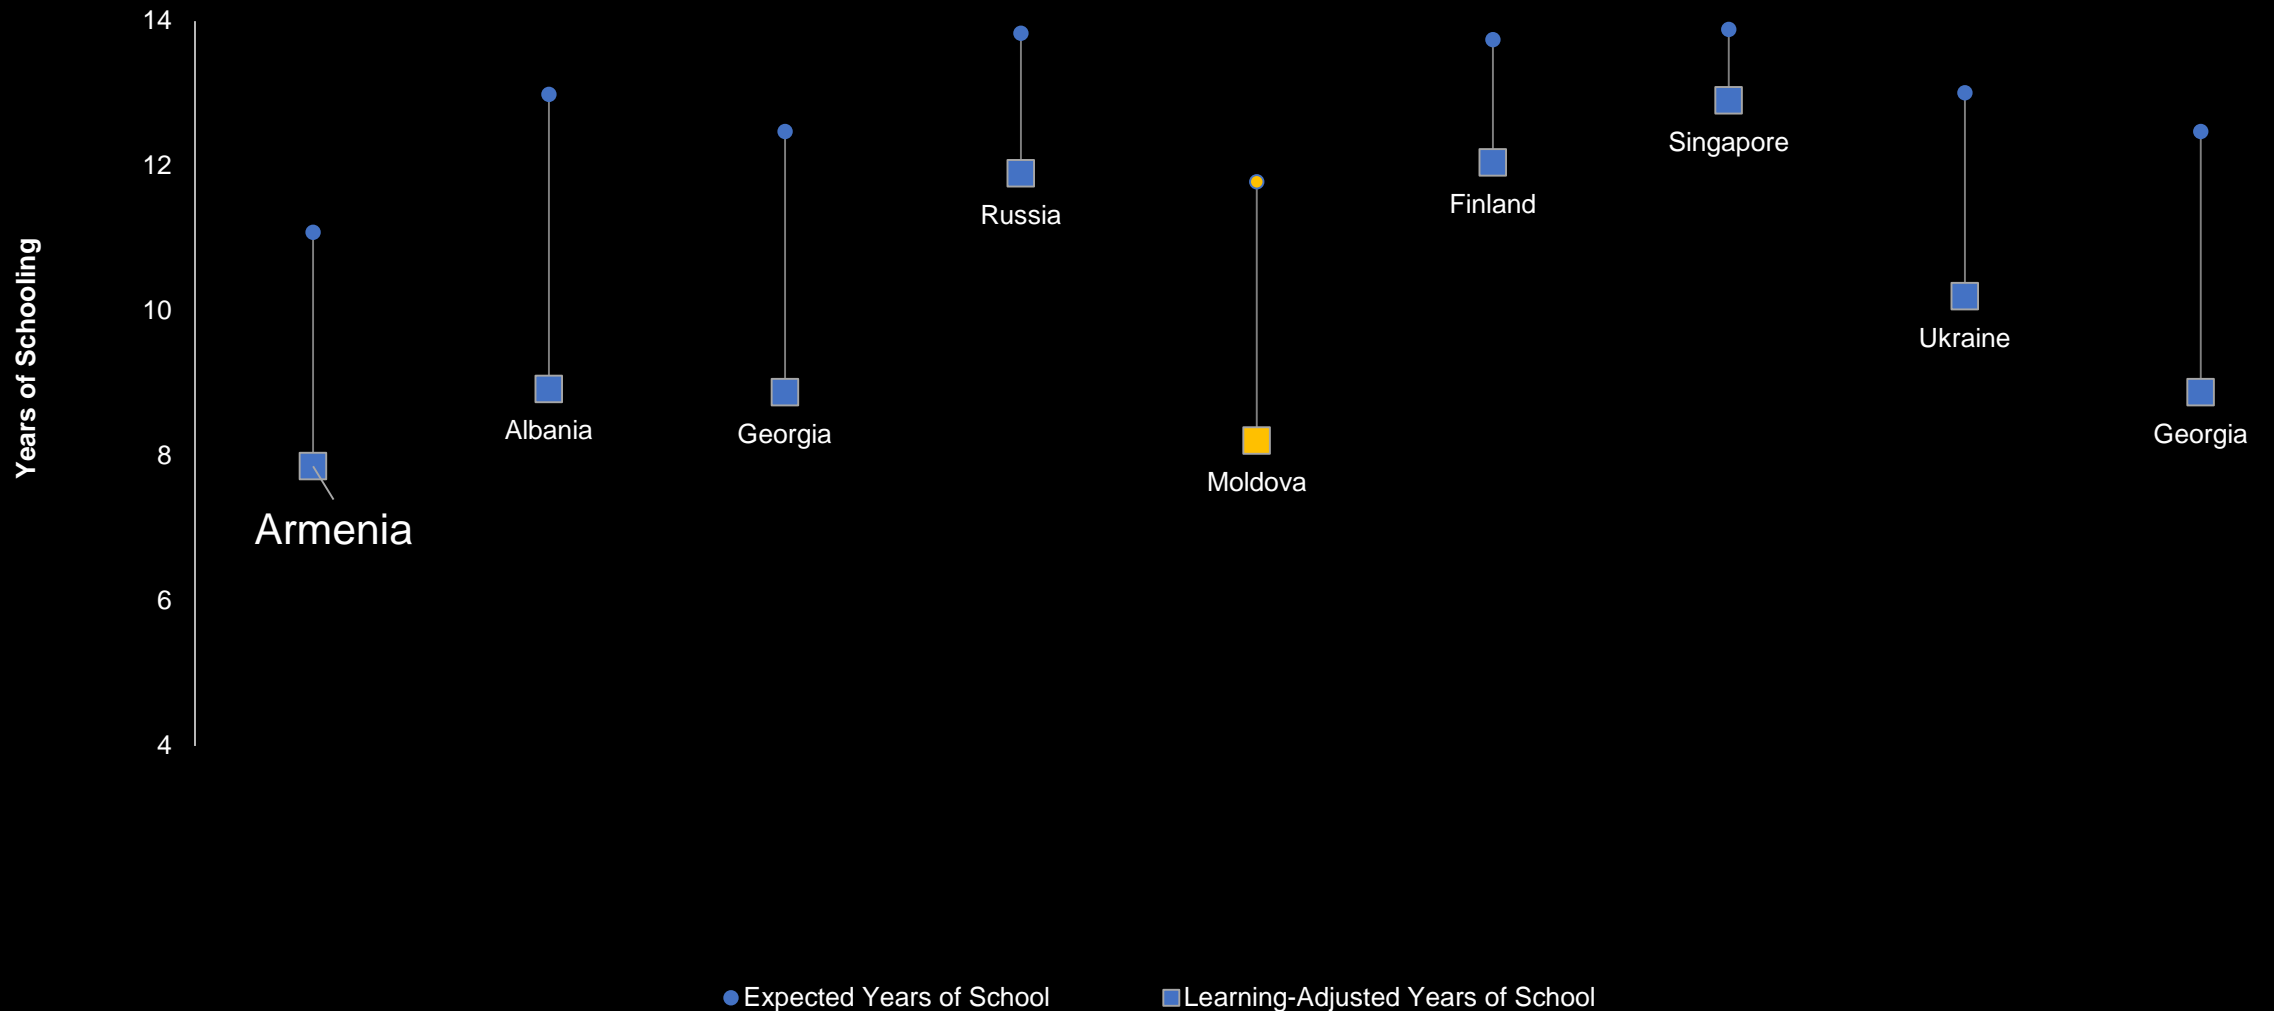 Years of Schooling
14
12
10
8
6
4
Armenia
Albania
Georgia
Russia
Moldova
Finland
Singapore
Ukraine
Georgia
Expected Years of School
Learning-Adjusted Years of School